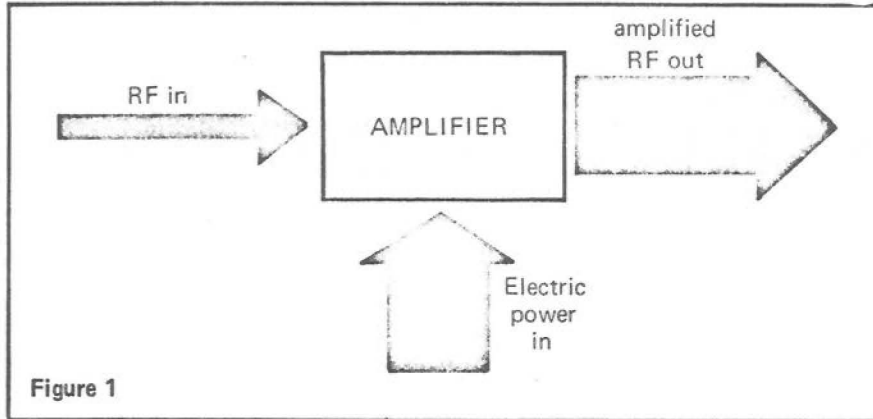 amplified
RF out
RF in
AMPLIFIER
Electric
power
in
Figure 1